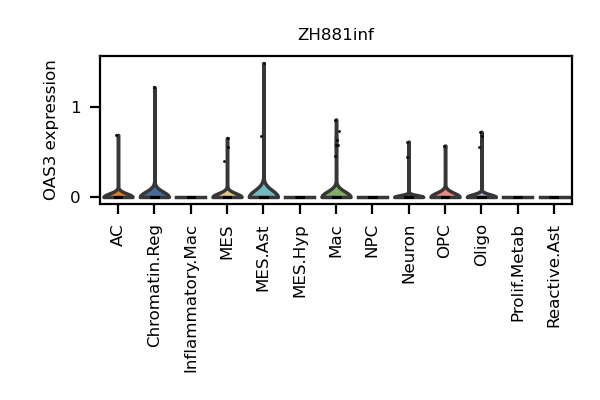 ZH881inf
OAS3 expression
1
0
AC
Chromatin.Reg
Inflammatory.Mac
MES
MES.Ast
MES.Hyp
Mac
NPC
Neuron
OPC
Oligo
Prolif.Metab
Reactive.Ast